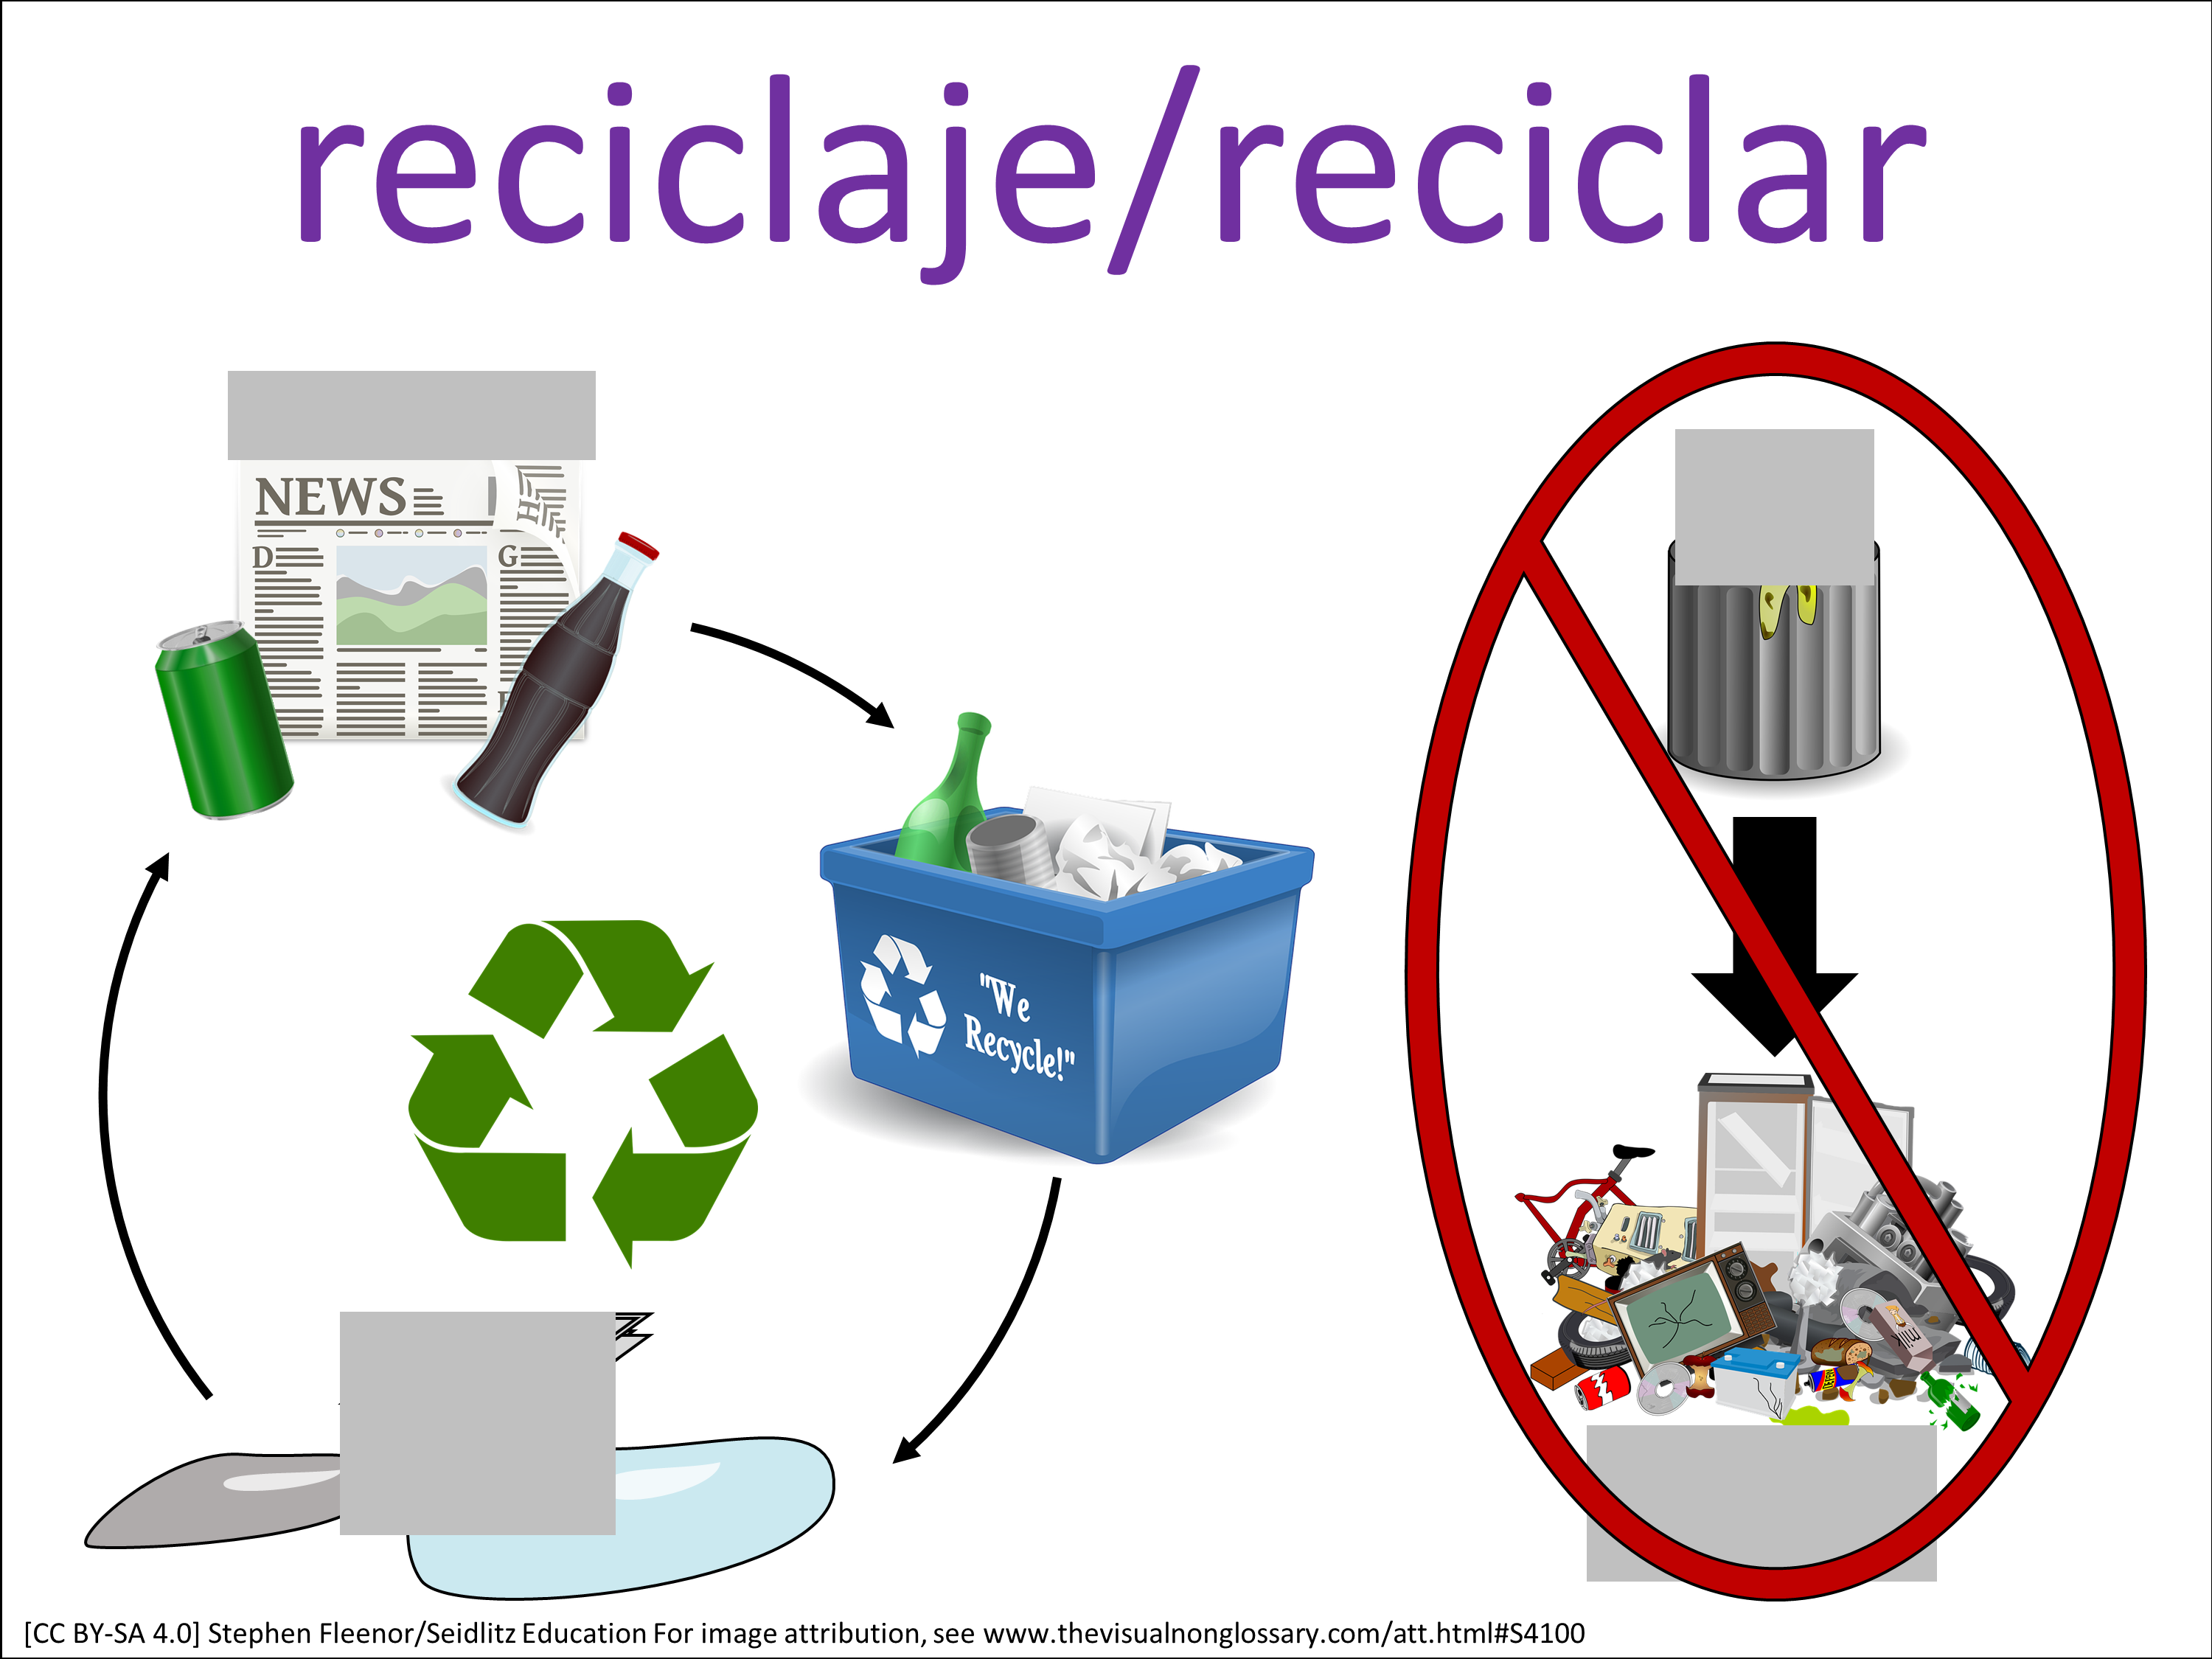 reciclaje/reciclar
NEWS
H
D
G
F
"We
Recycle!"
milk
[CC BY-SA 4.0] Stephen Fleenor/Seidlitz Education For image attribution, see www.thevisualnonglossary.com/att.html#S4100